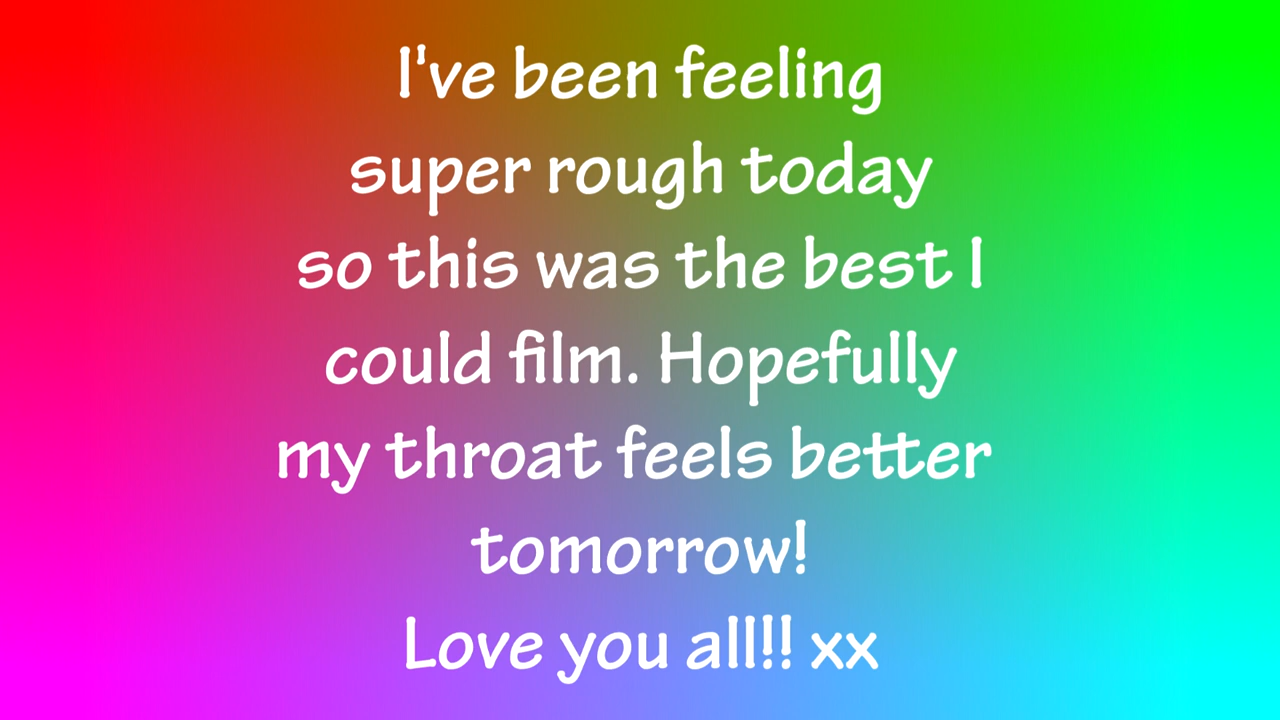 I've been feeling
super rough today
so this was the best I
could film. Hopefully
my throat feels better
tomorrow!
Love you all!! xx